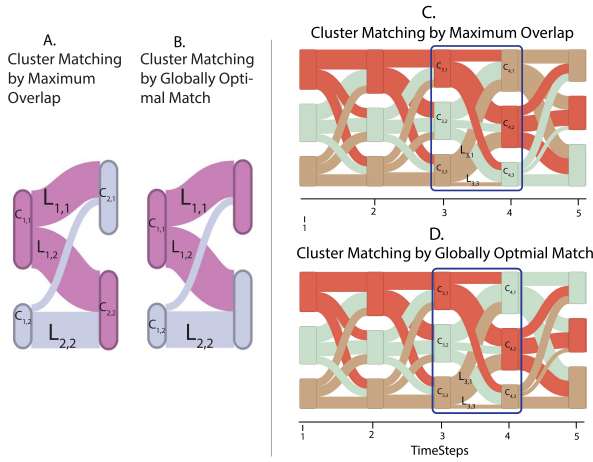 A.
Cluster Matching
by Maximum
Overlap
B.
Cluster Matching
by Globally Opti-
mal Match
C1,1
L1,1
C2,1
L1,2
C1,2
L2,2
C2,2
C1,1
L1,1
L1,2
C1,2
L2,2
C.
Cluster Matching by Maximum Overlap
C3,1
C4,1
C3,2
C4,2
L3,1
C3,3
L3,3
C4,3
1
2
3
4
5
D.
Cluster Matching by Globally Optmial Match
C3,1
C4,1
C3,2
C4,2
L3,1
C3,3
L3,3
C4,3
1
2
3
4
5
TimeSteps